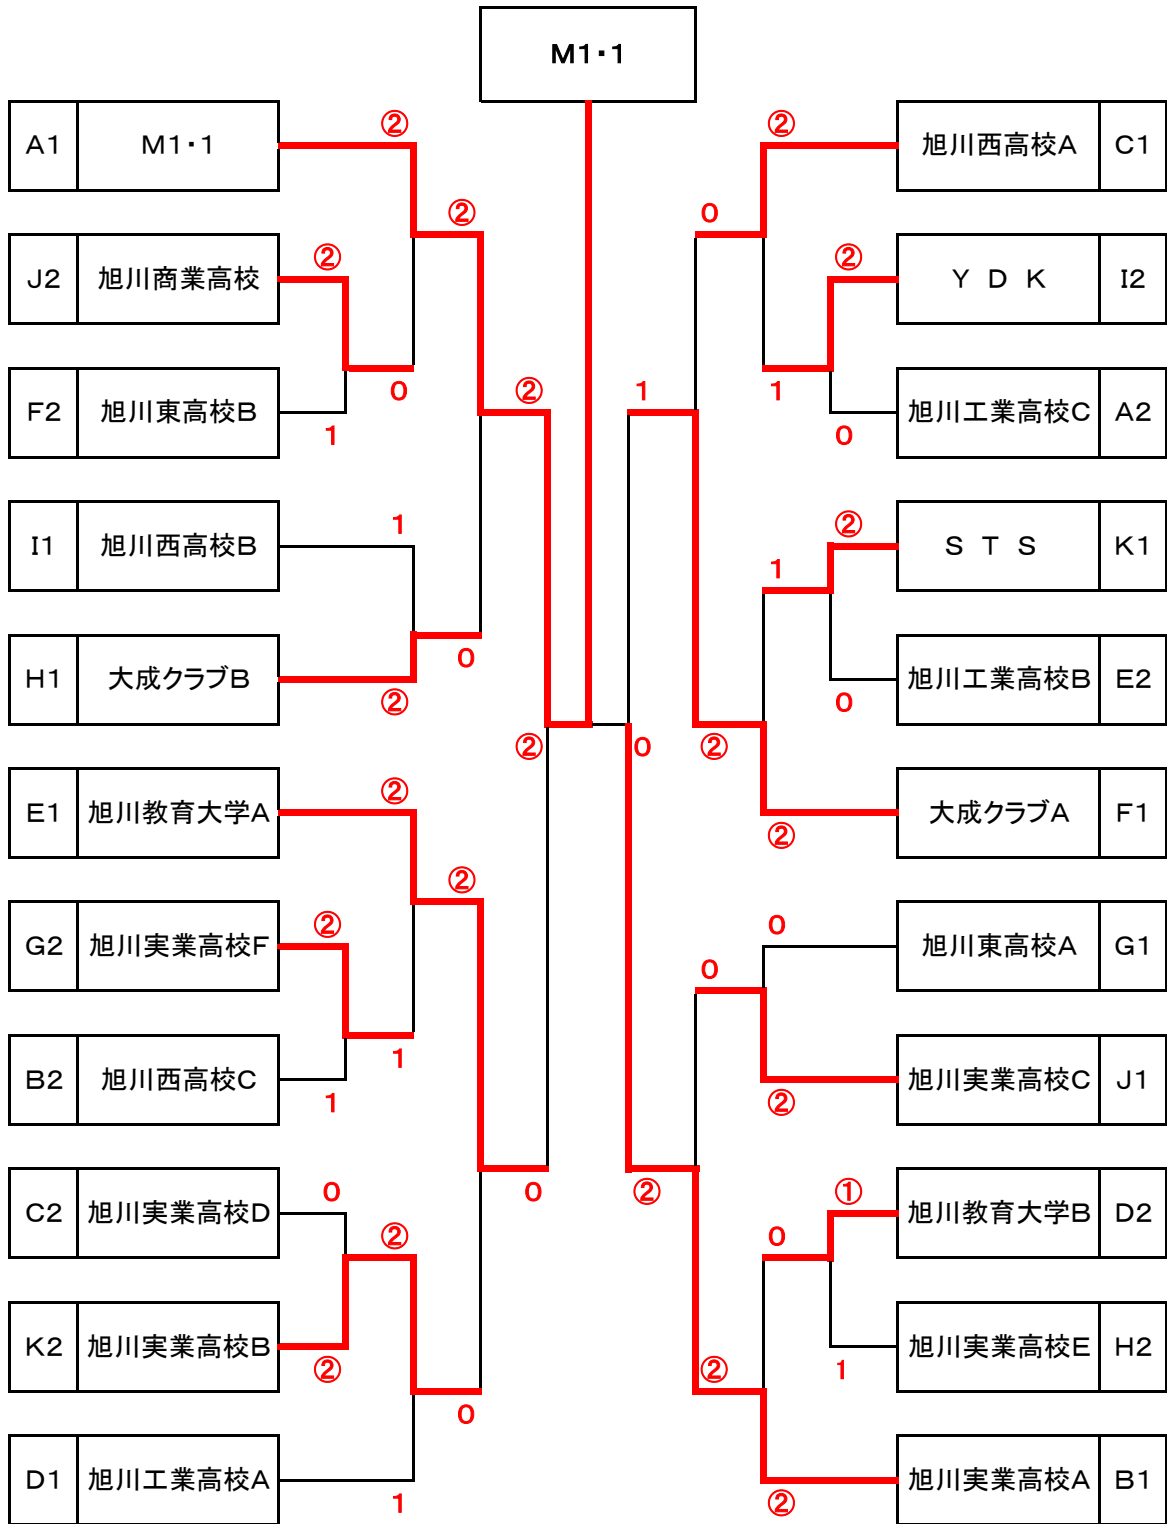 M1・1
② ②
A1 M1・1 旭川西高校A C1
② 0
② ②
J2 旭川商業高校 Y D K I2
② 1
0 1
F2 旭川東高校B 旭川工業高校C A2
1 0
1 ②
I1 旭川西高校B S T S K1
1
0
H1 大成クラブB 旭川工業高校B E2
② 0
② 0 ②
② ②
E1 旭川教育大学A 大成クラブA F1
②
② 0
G2 旭川実業高校F 旭川東高校A G1
0
1
B2 旭川西高校C 旭川実業高校C J1
1 ②
0 0 ② ①
C2 旭川実業高校D 旭川教育大学B D2
② 0
K2 旭川実業高校B 旭川実業高校E H2
② ② 1
0
D1 旭川工業高校A 旭川実業高校A B1
1 ②